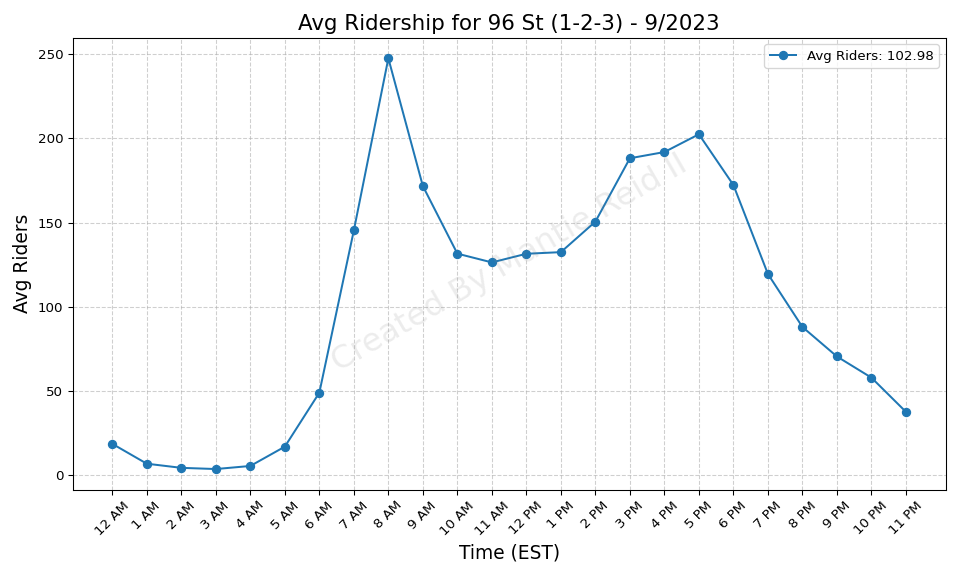 Avg Ridership for 96 St (1-2-3) - 9/2023
Avg Riders: 102.98
Avg Riders
250
200
150
100
50
0
Created By Mantie Reid II
12 AM
1 AM
2 AM
3 AM
4 AM
5 AM
6 AM
7 AM
8 AM
9 AM
10 AM
11 AM
12 PM
1 PM
2 PM
3 PM
4 PM
5 PM
6 PM
7 PM
8 PM
9 PM
10 PM
11 PM
Time (EST)